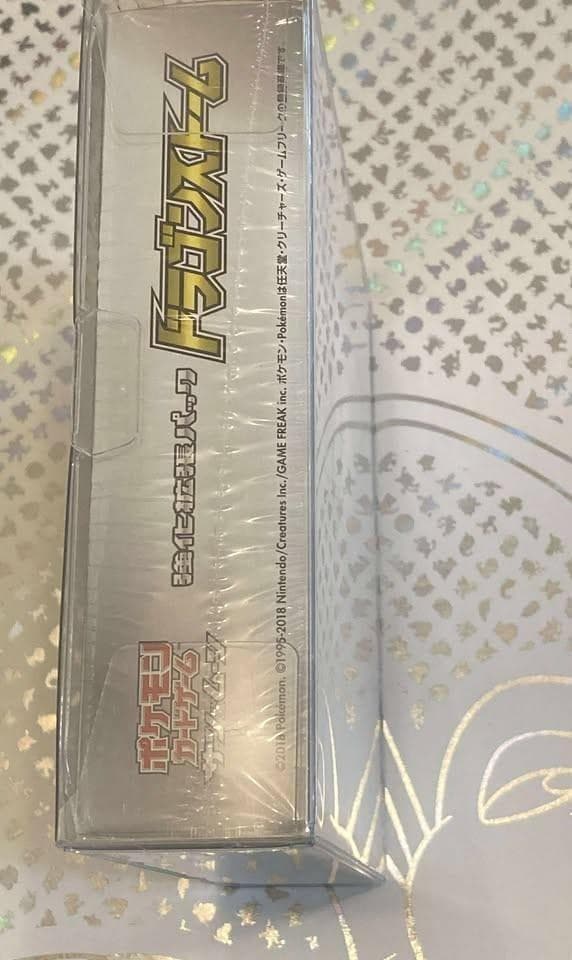 ポケモン
カードゲーム
サン&ムーン
強化拡張パック
ドラゴンストーム
©2018 Pokémon. ©1995-2018 Nintendo/Creatures Inc./GAME FREAK inc. ポケモン・Pokémonは任天堂・クリーチャーズ・ゲームフリークの登録商標です。